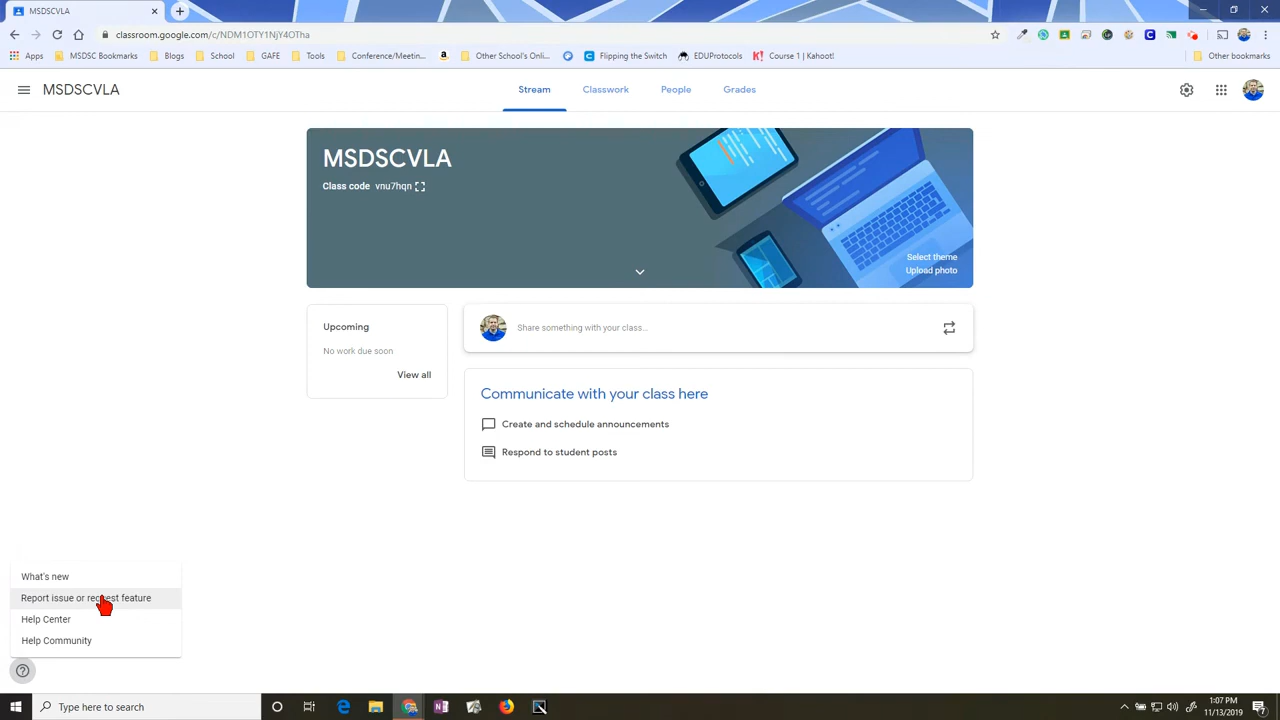 MSDSCVLA
classroom.google.com/c/NDM1OTY1NjY4OTha
Apps MSDSC Bookmarks Blogs School GAFE Tools Conference/Meetin... Other School's Onlin... Flipping the Switch EDUProtocols K! Course 1 | Kahoot! Other bookmarks
MSDSCVLA Stream Classwork People Grades
MSDSCVLA
Class code vnu7hqn
Select theme
Upload photo
Upcoming
No work due soon
View all
Share something with your class...
Communicate with your class here
Create and schedule announcements
Respond to student posts
What's new
Report issue or request feature
Help Center
Help Community
Type here to search
1:07 PM
11/13/2019